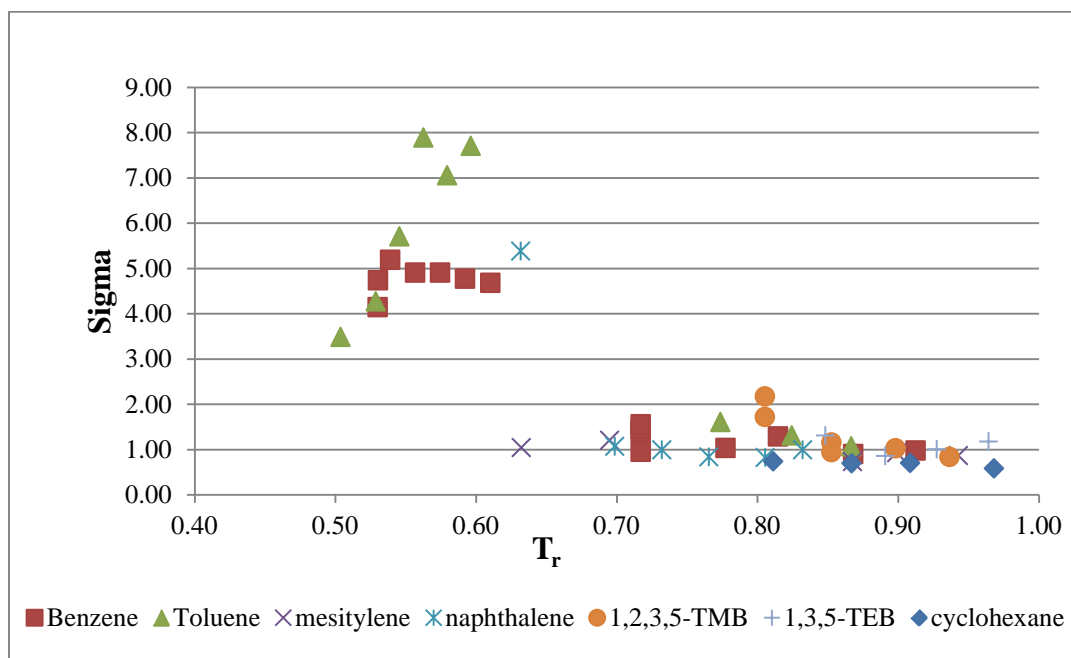 9.00
8.00
7.00
6.00
5.00
4.00
3.00
2.00
1.00
0.00
Sigma
0.40 0.50 0.60 0.70 0.80 0.90 1.00
Tr
Benzene Toluene mesitylene naphthalene 1,2,3,5-TMB 1,3,5-TEB cyclohexane